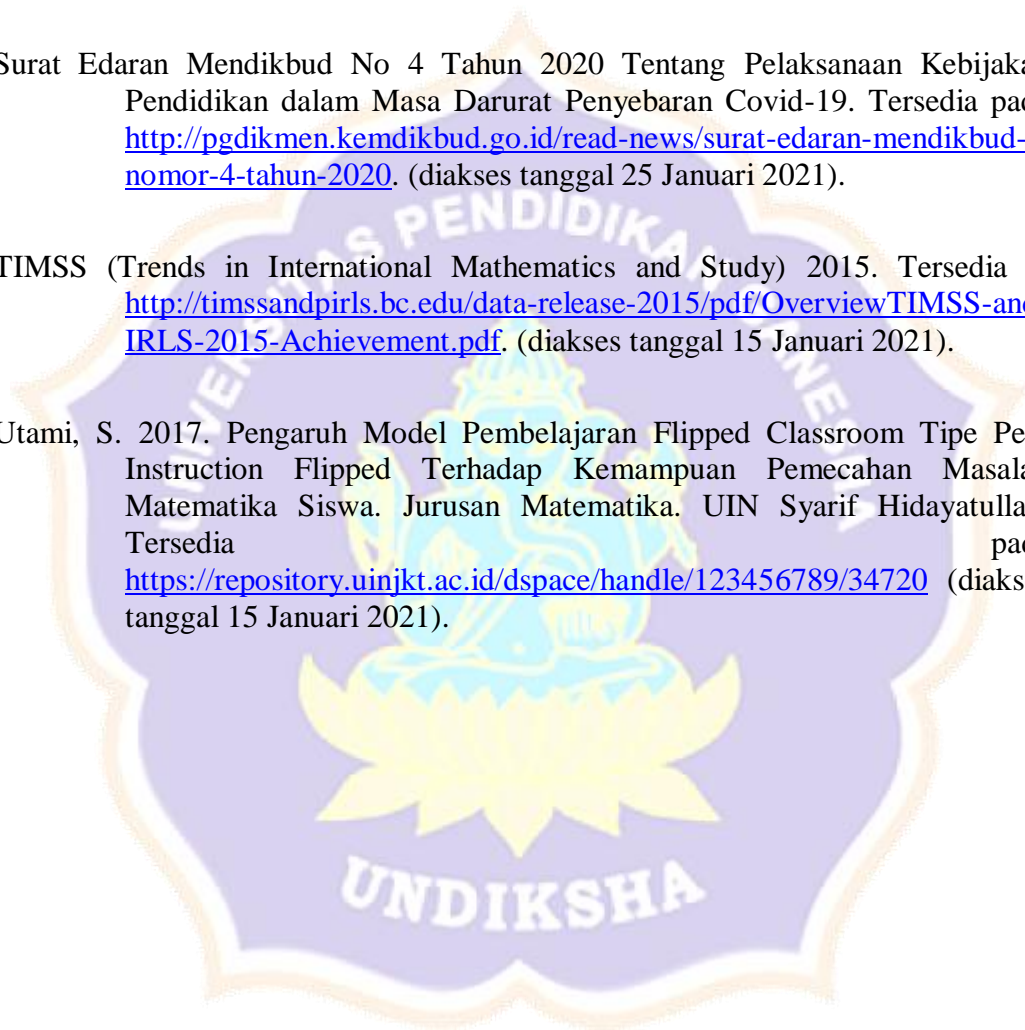 Surat Edaran Mendikbud No 4 Tahun 2020 Tentang Pelaksanaan Kebijaka
Pendidikan dalam Masa Darurat Penyebaran Covid-19. Tersedia pad
http://pgdikmen.kemdikbud.go.id/read-news/surat-edaran-mendikbud-
nomor-4-tahun-2020. (diakses tanggal 25 Januari 2021).
TIMSS (Trends in International Mathematics and Study) 2015. Tersedia
http://timssandpirls.bc.edu/data-release-2015/pdf/OverviewTIMSS-and
IRLS-2015-Achievement.pdf. (diakses tanggal 15 Januari 2021).
Utami, S. 2017. Pengaruh Model Pembelajaran Flipped Classroom Tipe Pe
Instruction Flipped Terhadap Kemampuan Pemecahan Masala
Matematika Siswa. Jurusan Matematika. UIN Syarif Hidayatulla
Tersedia pad
https://repository.uinjkt.ac.id/dspace/handle/123456789/34720 (diaks
tanggal 15 Januari 2021).
UNIVERSITAS PENDIDIKAN GANESHA
UNDIKSHA